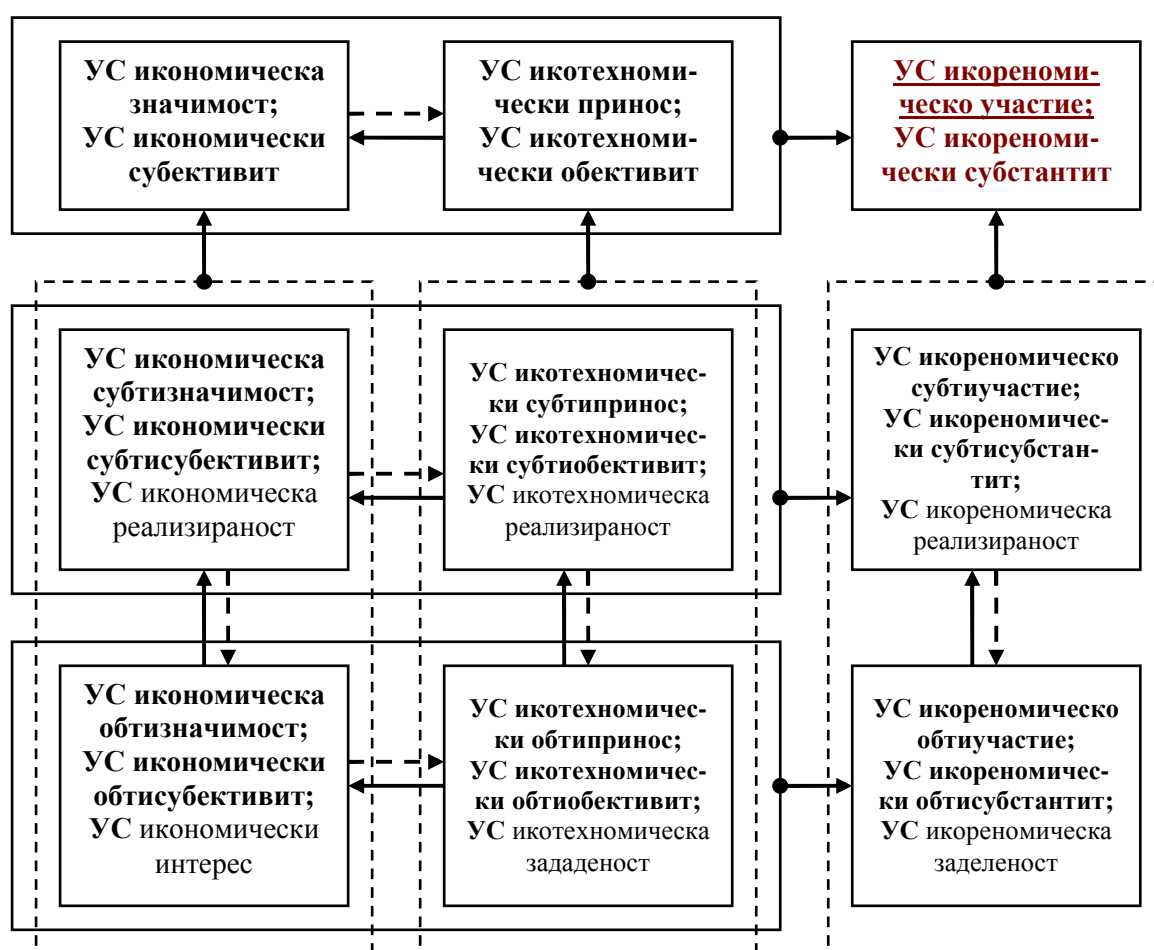 УС икономическа
значимост;
УС икономически
субективит
УС икотехноми-
чески принос;
УС икотехноми-
чески обективит
УС икореноми-
ческо участие;
УС икореноми-
чески субстантит
УС икономическа
субтизначимост;
УС икономически
субтисубективит;
УС икономическа
реализираност
УС икотехномичес-
ки субтипринос;
УС икотехномичес-
ки субтиобективит;
УС икотехномическа
реализираност
УС икореномическо
субтиучастие;
УС икореномичес-
ки субтисубстан-
тит;
УС икореномическа
реализираност
УС икономическа
обтизначимост;
УС икономически
обтисубективит;
УС икономически
интерес
УС икотехномичес-
ки обтипринос;
УС икотехномичес-
ки обтиобективит;
УС икотехномическа
зададеност
УС икореномическо
обтиучастие;
УС икореномичес-
ки обтисубстантит;
УС икореномическа
заделеност